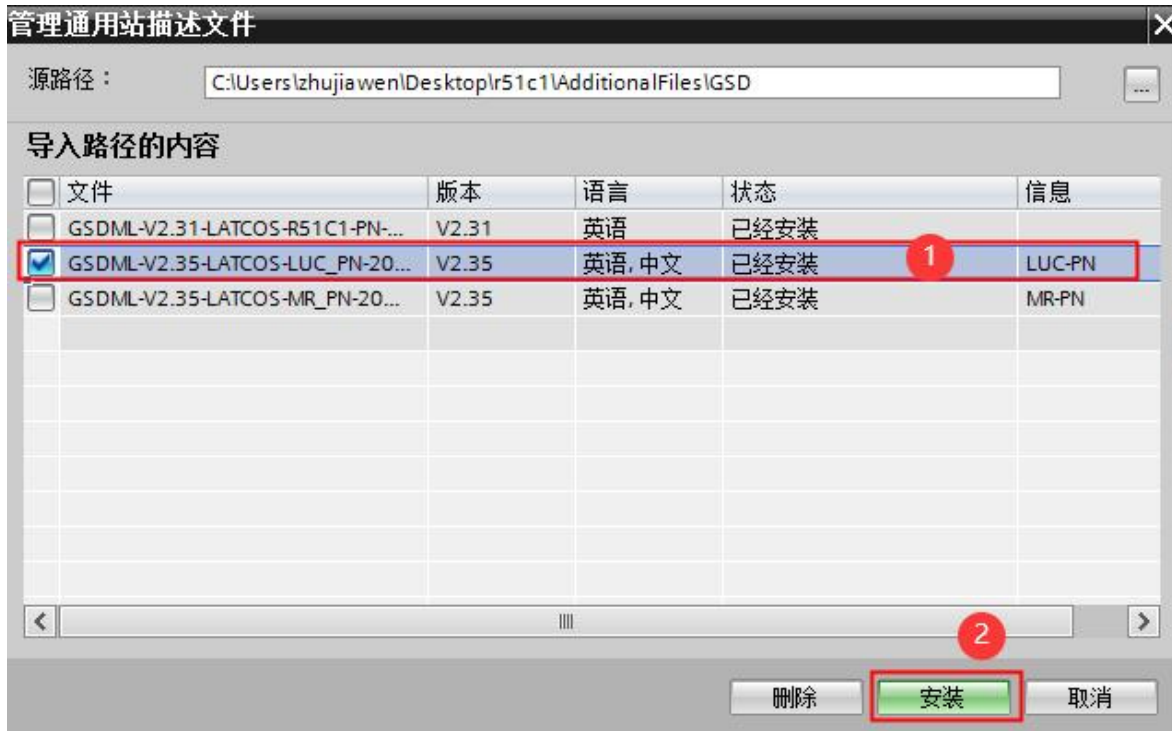 管理通用站描述文件
源路径： C:\Users\zhujiawen\Desktop\r51c1\AdditionalFiles\GSD ...
导入路径的内容
文件 版本 语言 状态 信息
GSDML-V2.31-LATCOS-R51C1-PN-... V2.31 英语 已经安装
GSDML-V2.35-LATCOS-LUC_PN-20... V2.35 英语, 中文 已经安装 1 LUC-PN
GSDML-V2.35-LATCOS-MR_PN-20... V2.35 英语, 中文 已经安装 MR-PN
2
删除 安装 取消